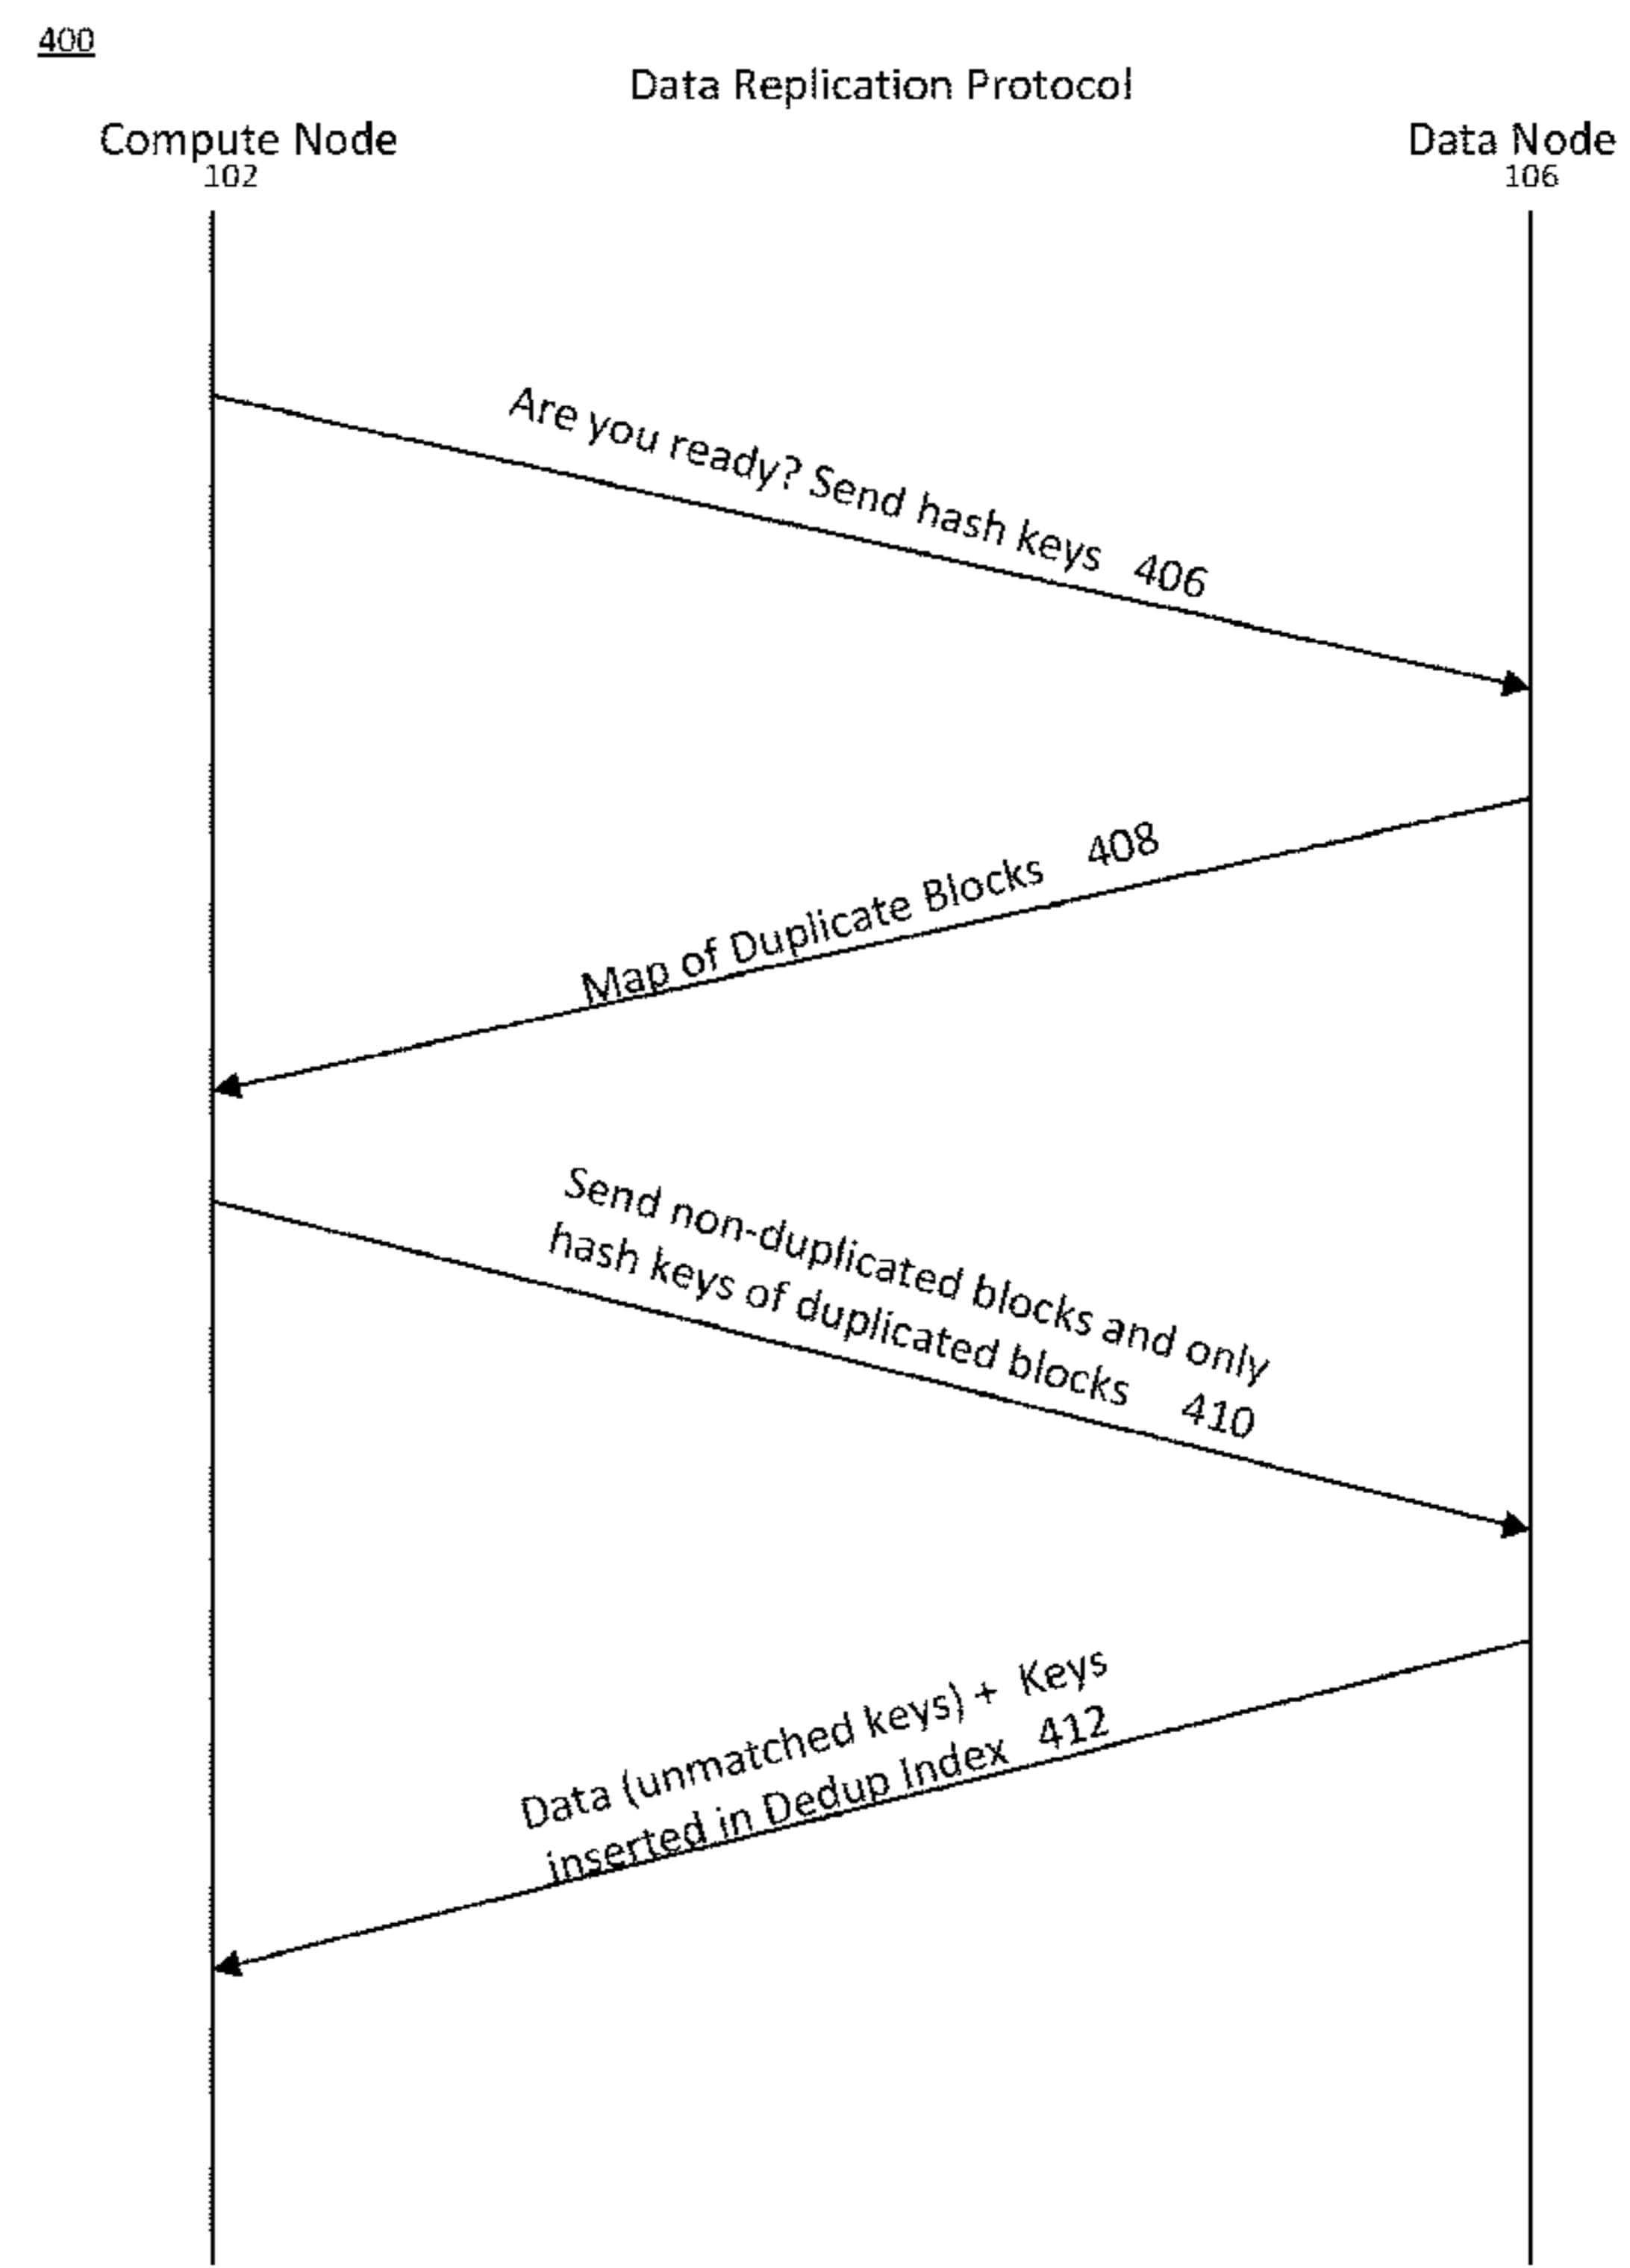 400
Data Replication Protocol
Compute Node
102
Data Node
106
Are you ready? Send hash keys 406
Map of Duplicate Blocks 408
Send non-duplicated blocks and only
hash keys of duplicated blocks 410
Data (unmatched keys) + Keys
inserted in Dedup Index 412